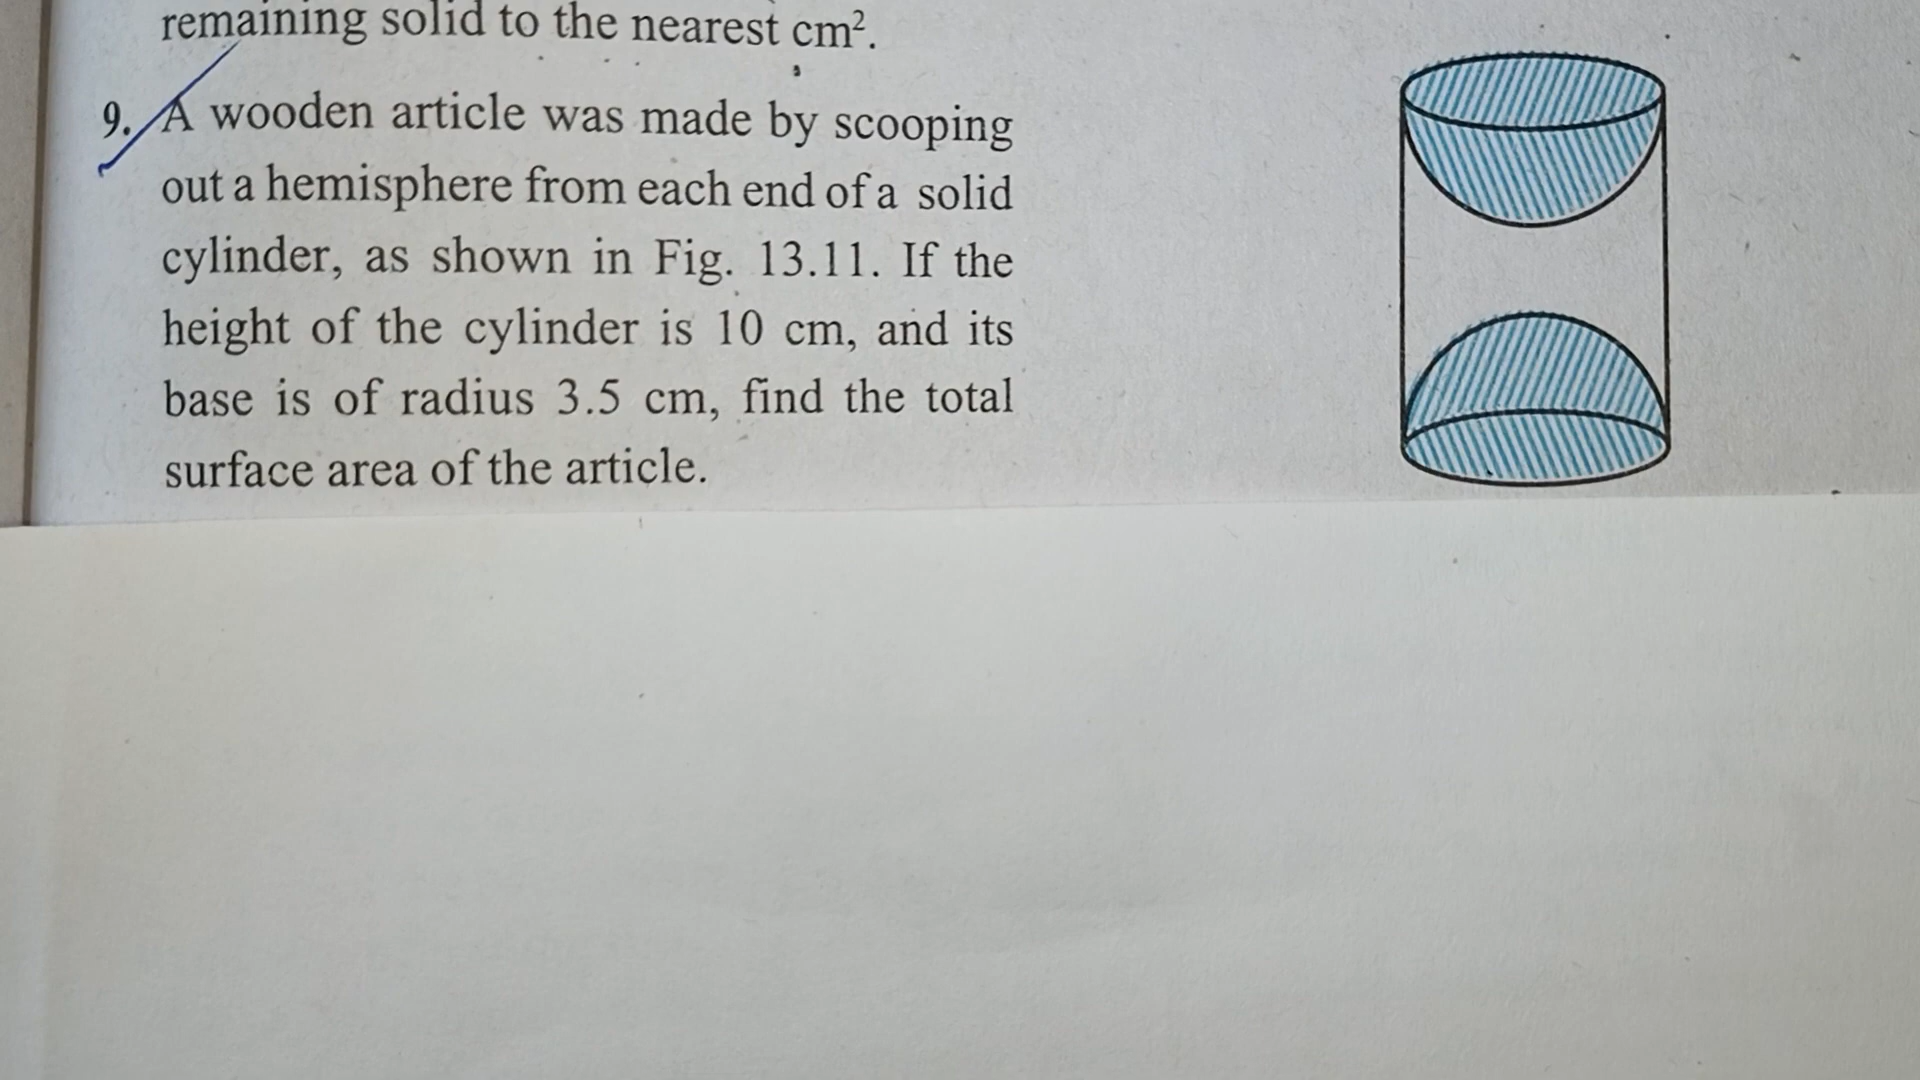 remaining solid to the nearest cm².
9. A wooden article was made by scooping
out a hemisphere from each end of a solid
cylinder, as shown in Fig. 13.11. If the
height of the cylinder is 10 cm, and its
base is of radius 3.5 cm, find the total
surface area of the article.